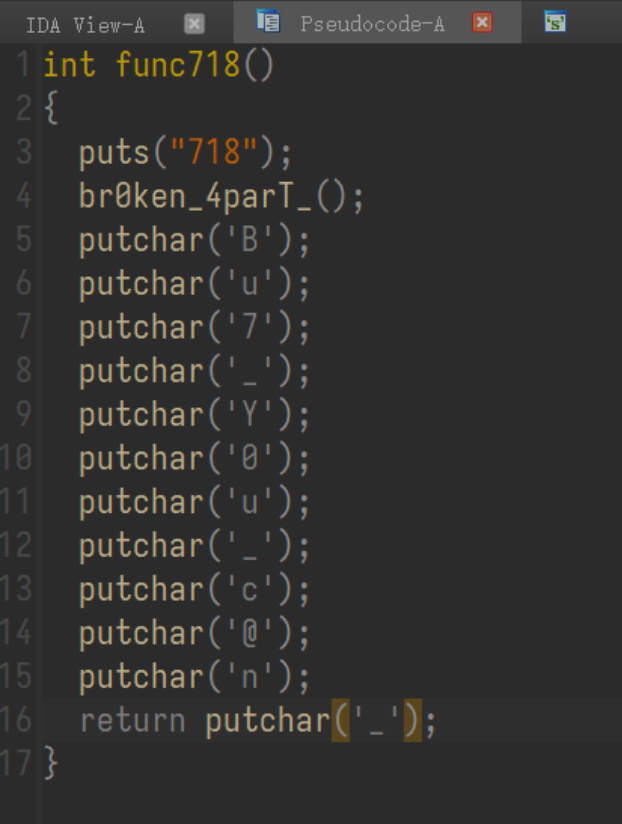 IDA View-A Pseudocode-A 's'
1 int func718()
2 {
3 puts("718");
4 br0ken_4parT_();
5 putchar('B');
6 putchar('u');
7 putchar('7');
8 putchar('_');
9 putchar('Y');
10 putchar('0');
11 putchar('u');
12 putchar('_');
13 putchar('c');
14 putchar('@');
15 putchar('n');
16 return putchar('_');
17 }